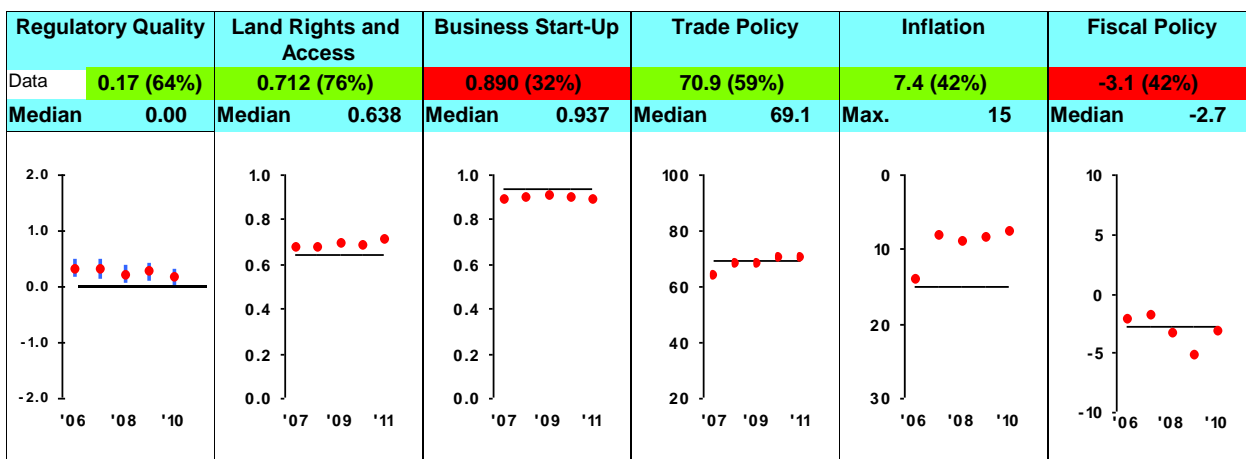 Regulatory Quality
Land Rights and
Access
Business Start-Up
Trade Policy
Inflation
Fiscal Policy
Data 0.17 (64%)
0.712 (76%)
0.890 (32%)
70.9 (59%)
7.4 (42%)
-3.1 (42%)
Median 0.00
Median 0.638
Median 0.937
Median 69.1
Max. 15
Median -2.7
2.0
1.0
0.0
-1.0
-2.0
'06 '08 '10
1.0
0.8
0.6
0.4
0.2
0.0
'07 '09 '11
1.0
0.8
0.6
0.4
0.2
0.0
'07 '09 '11
100
80
60
40
20
'07 '09 '11
0
10
20
30
'06 '08 '10
10
5
0
-5
-10
'06 '08 '10